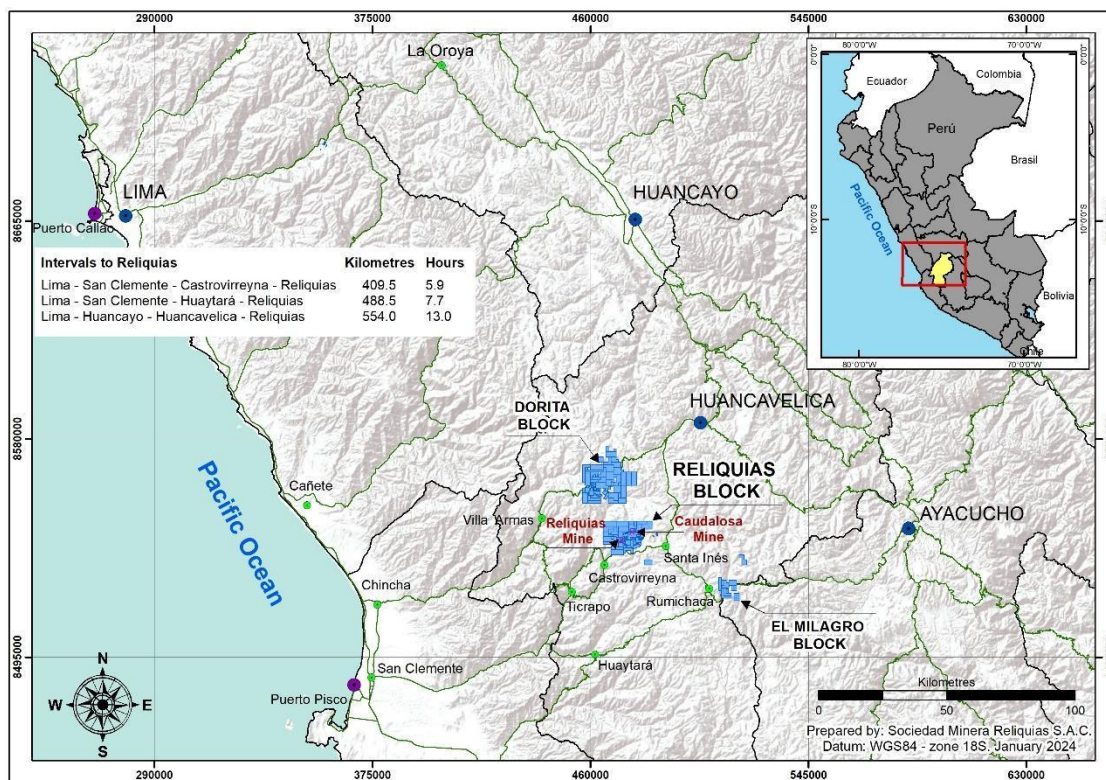 290000 375000 460000 545000 630000
La Oroya
80°0'0"W 70°0'0"W
0°0'0"
0°0'0"
Ecuador
Colombia
Perú
Brasil
Pacific Ocean
10°0'0"S
10°0'0"S
Bolivia
Chile
80°0'0"W 70°0'0"W
8665000
LIMA
HUANCAYO
Puerto Callao
Intervals to Reliquias Kilometres Hours
Lima - San Clemente - Castrovirreyna - Reliquias 409.5 5.9
Lima - San Clemente - Huaytará - Reliquias 488.5 7.7
Lima - Huancayo - Huancavelica - Reliquias 554.0 13.0
8580000
HUANCAVELICA
DORITA
BLOCK
RELIQUIAS
BLOCK
Pacific Ocean
Cañete
Villa Armas
Reliquias
Mine
Caudalosa
Mine
AYACUCHO
Santa Inés
Castrovirreyna
Chincha
Ticrapo
Rumichaca
EL MILAGRO
BLOCK
8495000
Huaytará
San Clemente
Puerto Pisco
N
W E
S
Kilometres
0 50 100
Prepared by: Sociedad Minera Reliquias S.A.C.
Datum: WGS84 - zone 18S. January 2024
290000 375000 460000 545000 630000